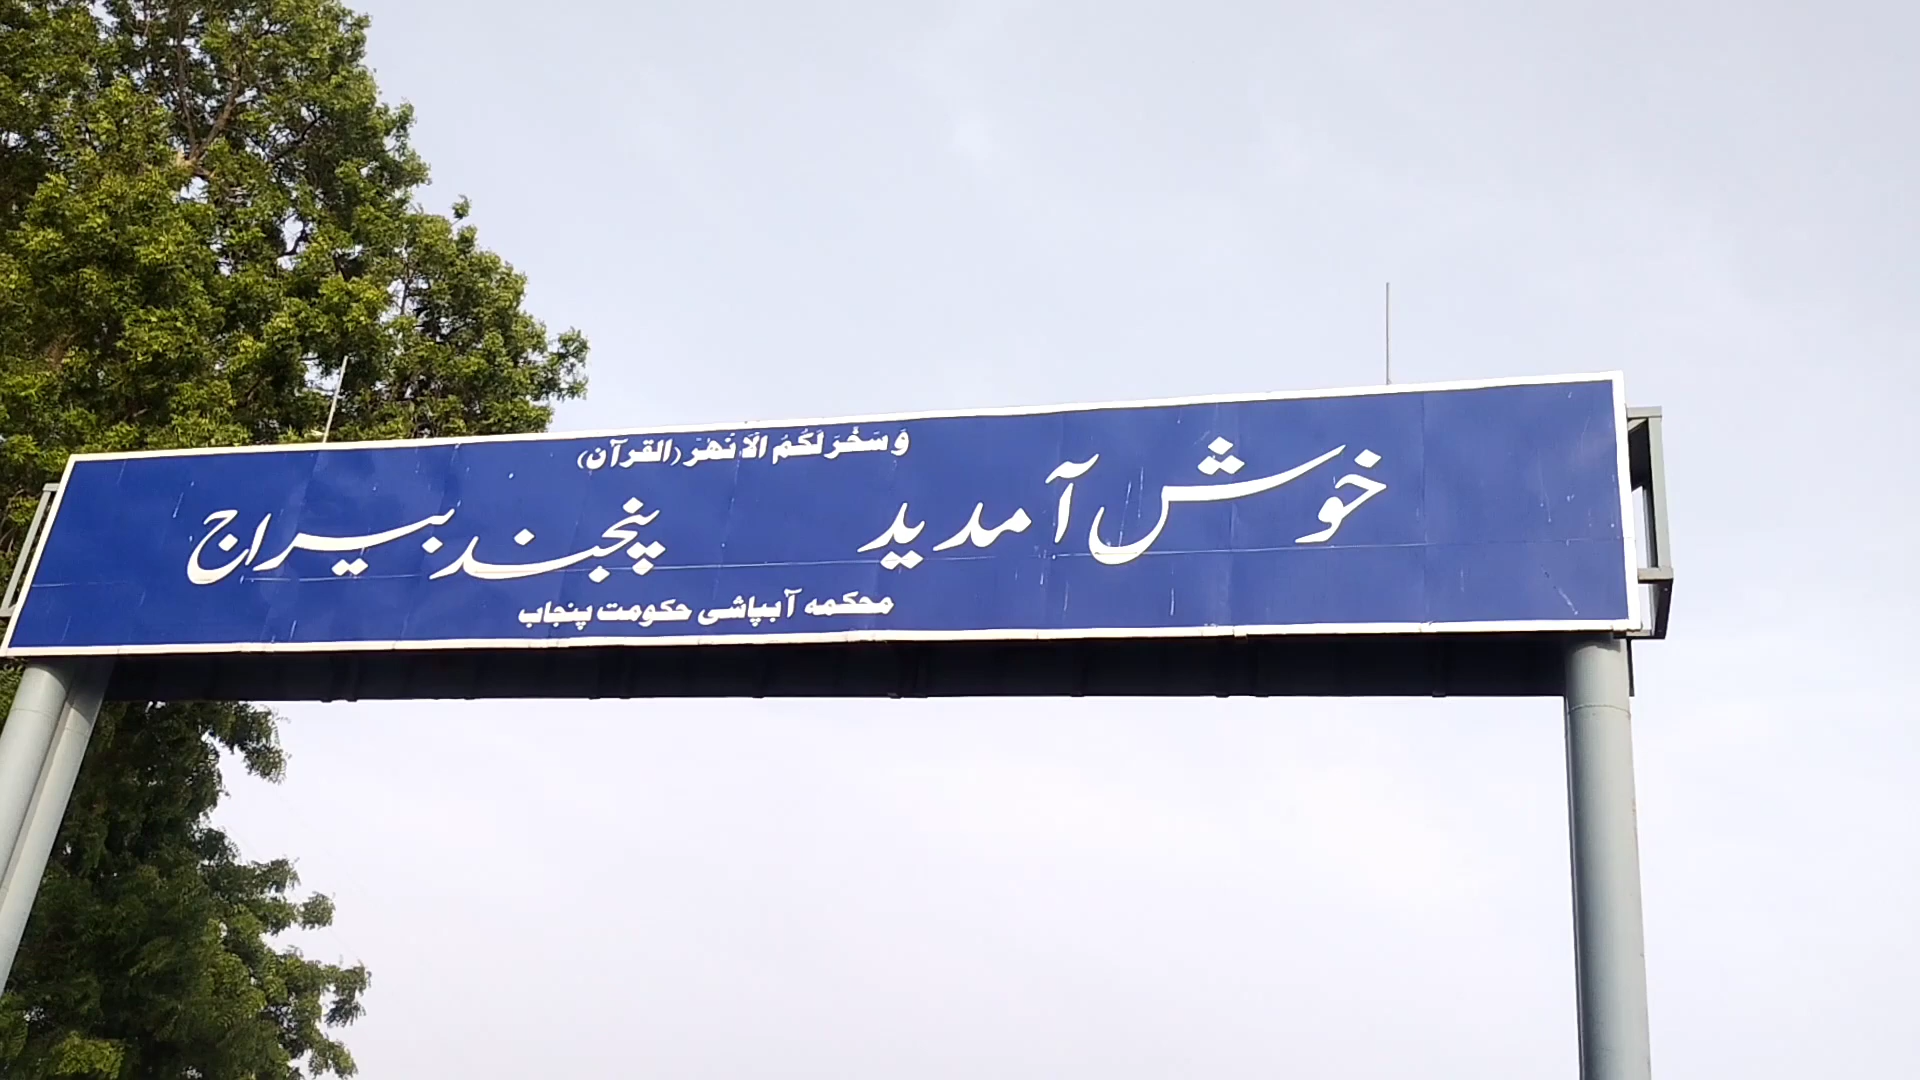 وَسَخَّرَ لَكُمُ الْاَنْهٰرَ (القرآن)
خوش آمدید پنجند بیراج
محکمہ آبپاشی حکومت پنجاب